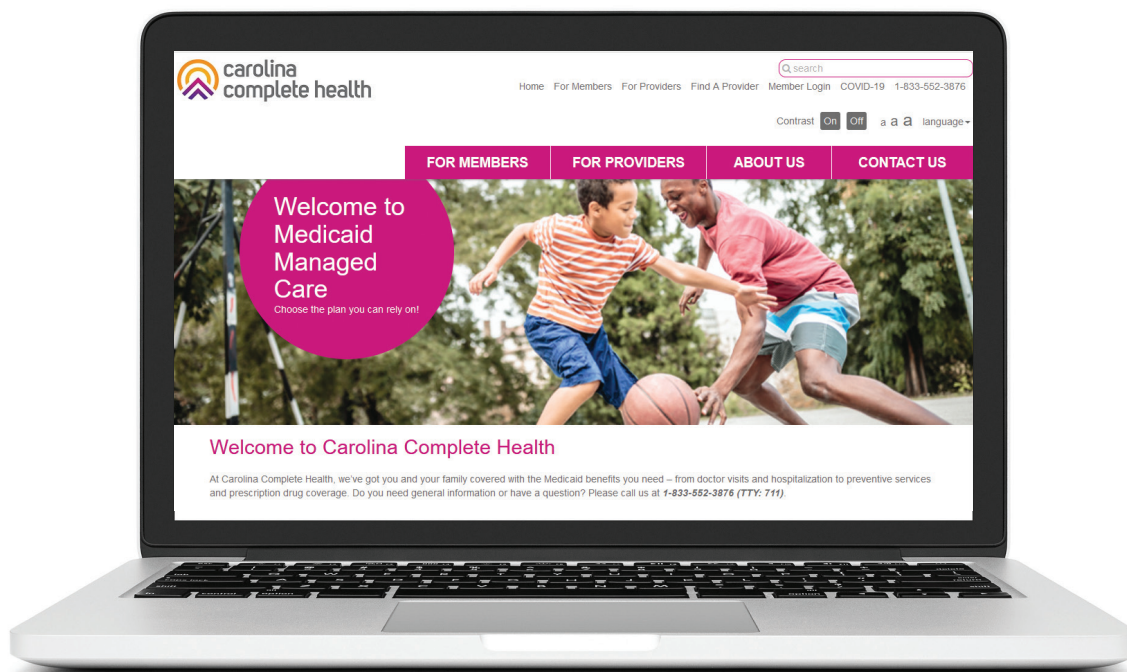 carolina
complete health
search
Home For Members For Providers Find A Provider Member Login COVID-19 1-833-552-3876
Contrast On Off a a a language
FOR MEMBERS FOR PROVIDERS ABOUT US CONTACT US
Welcome to
Medicaid
Managed
Care
Choose the plan you can rely on!
Welcome to Carolina Complete Health
At Carolina Complete Health, we’ve got you and your family covered with the Medicaid benefits you need – from doctor visits and hospitalization to preventive services
and prescription drug coverage. Do you need general information or have a question? Please call us at 1-833-552-3876 (TTY: 711).